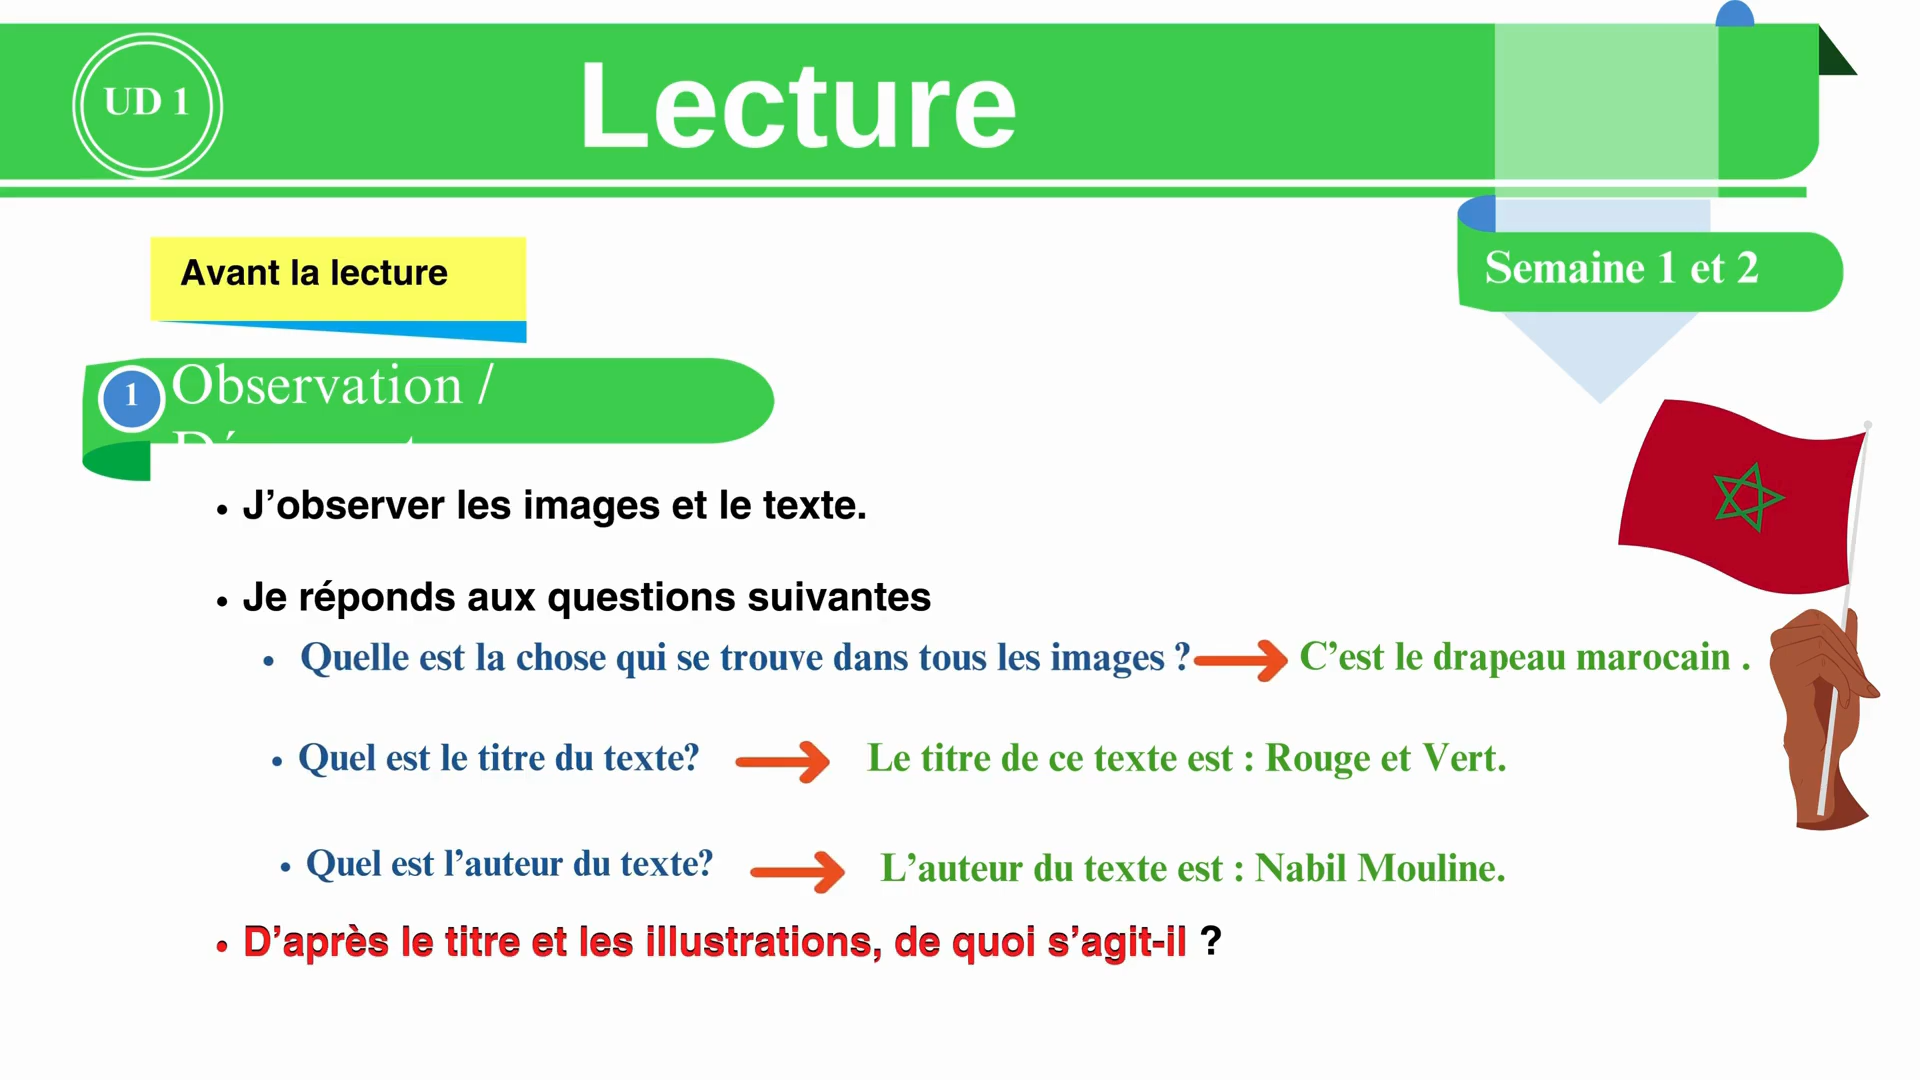 UD 1
Lecture
Avant la lecture
Semaine 1 et 2
1
Observation /
• J’observer les images et le texte.
• Je réponds aux questions suivantes
• Quelle est la chose qui se trouve dans tous les images ? C’est le drapeau marocain .
• Quel est le titre du texte? Le titre de ce texte est : Rouge et Vert.
• Quel est l’auteur du texte? L’auteur du texte est : Nabil Mouline.
• D’après le titre et les illustrations, de quoi s’agit-il ?